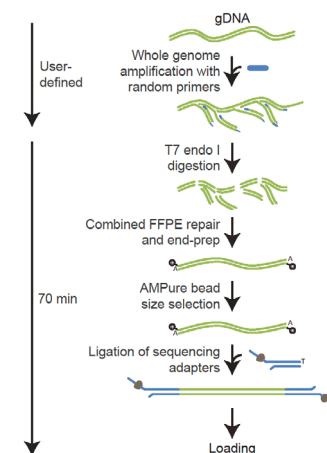 gDNA
User-
defined
Whole genome
amplification with
random primers
T7 endo I
digestion
Combined FFPE repair
and end-prep
A
A
70 min
AMPure bead
size selection
A
A
Ligation of sequencing
adapters
T
Loading